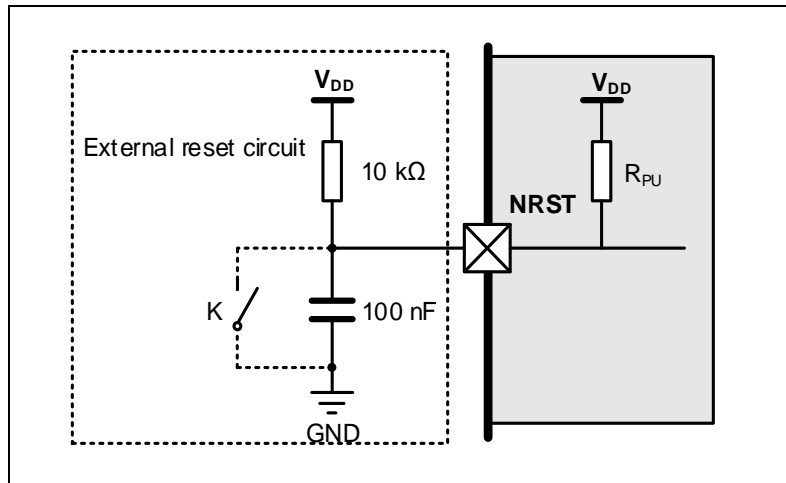 VDD
VDD
External reset circuit
10 kΩ
RPU
NRST
K
100 nF
GND